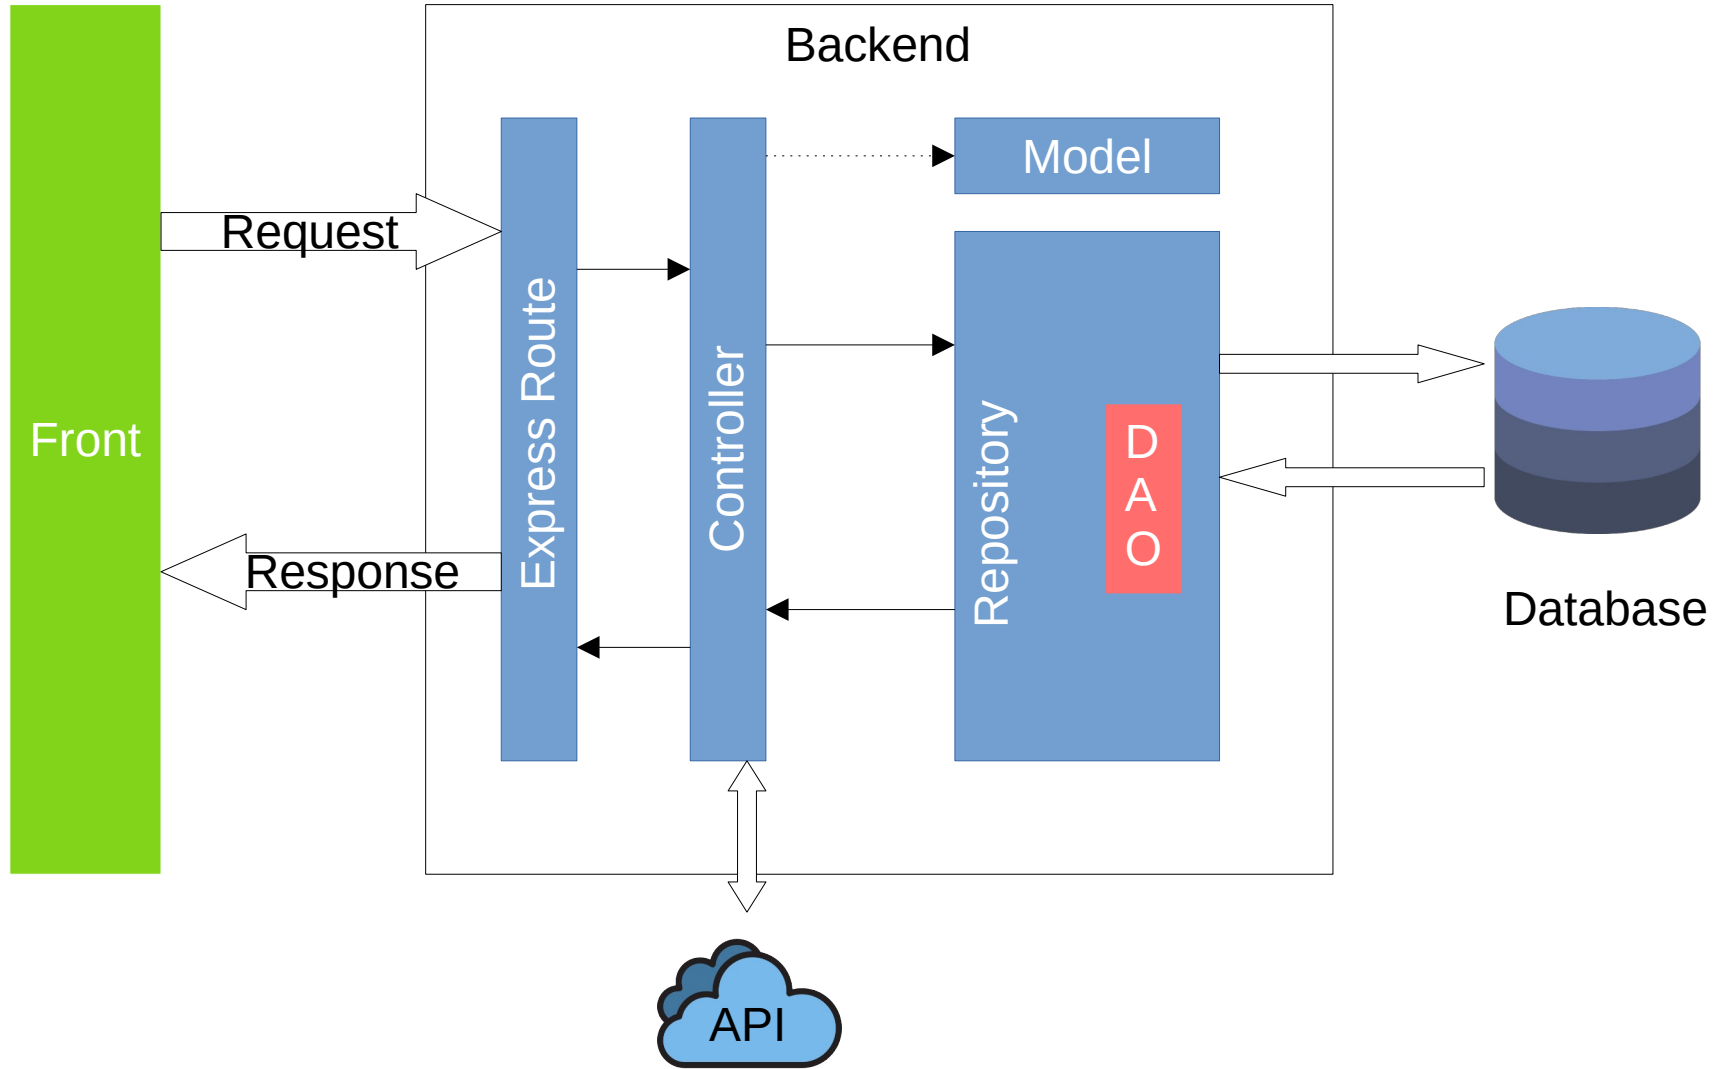 Backend
Model
Request
Express Route
Controller
Front
Repository
D
A
O
Response
Database
API